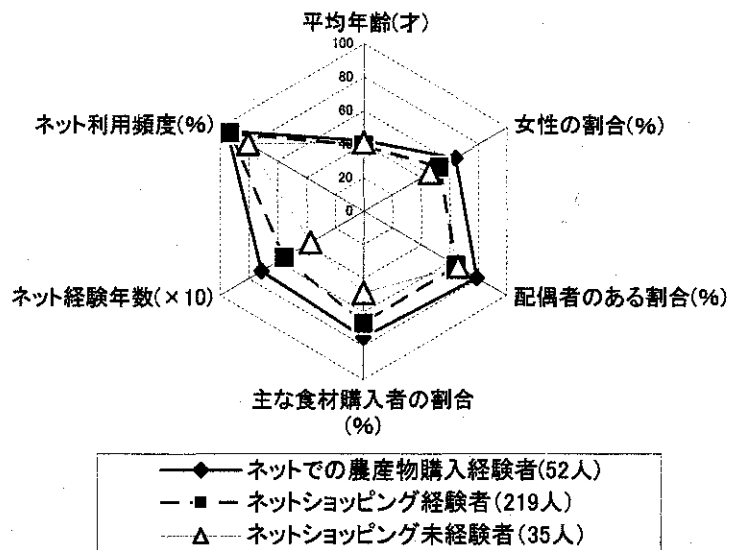 平均年齢(才)
100
80
60
40
20
0
女性の割合(%)
配偶者のある割合(%)
主な食材購入者の割合
(%)
ネット経験年数(×10)
ネット利用頻度(%)
ネットでの農産物購入経験者(52人)
ネットショッピング経験者(219人)
ネットショッピング未経験者(35人)